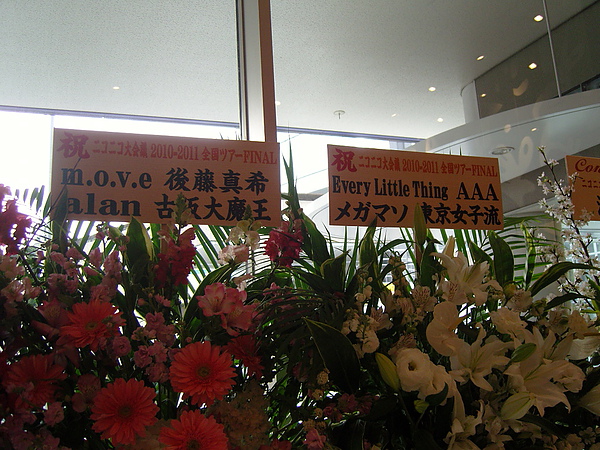 祝 ニコニコ大会議 2010-2011 全国ツアーFINAL
m.o.v.e 後藤真希
alan 古坂大魔王
祝 ニコニコ大会議 2010-2011 全国ツアーFINAL
Every Little Thing AAA
メガマソ 東京女子流